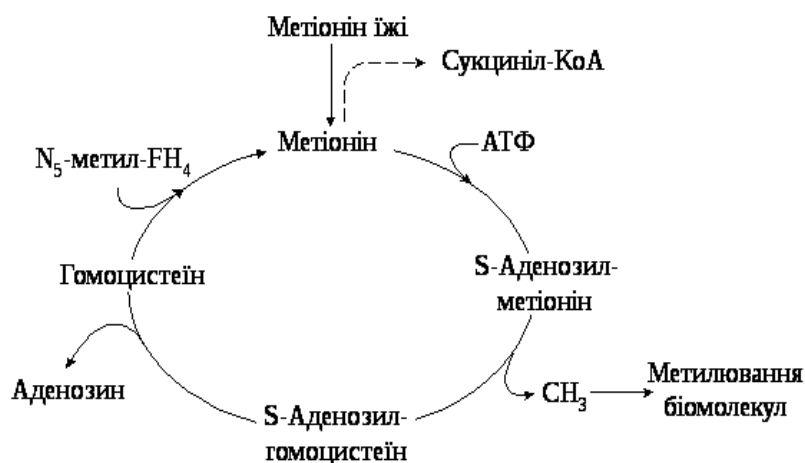 Метіонін їжі
Сукциніл-КоА
Метіонін
АТФ
N5-метил-FH4
Гомоцистеїн
S-Аденозил-
метіонін
Аденозин
S-Аденозил-
гомоцистеїн
CH3
Метилювання
біомолекул